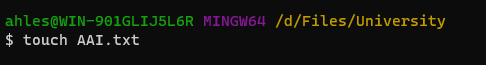 ahles@WIN-901GLIJ5L6R MINGW64 /d/Files/University
$ touch AAI.txt